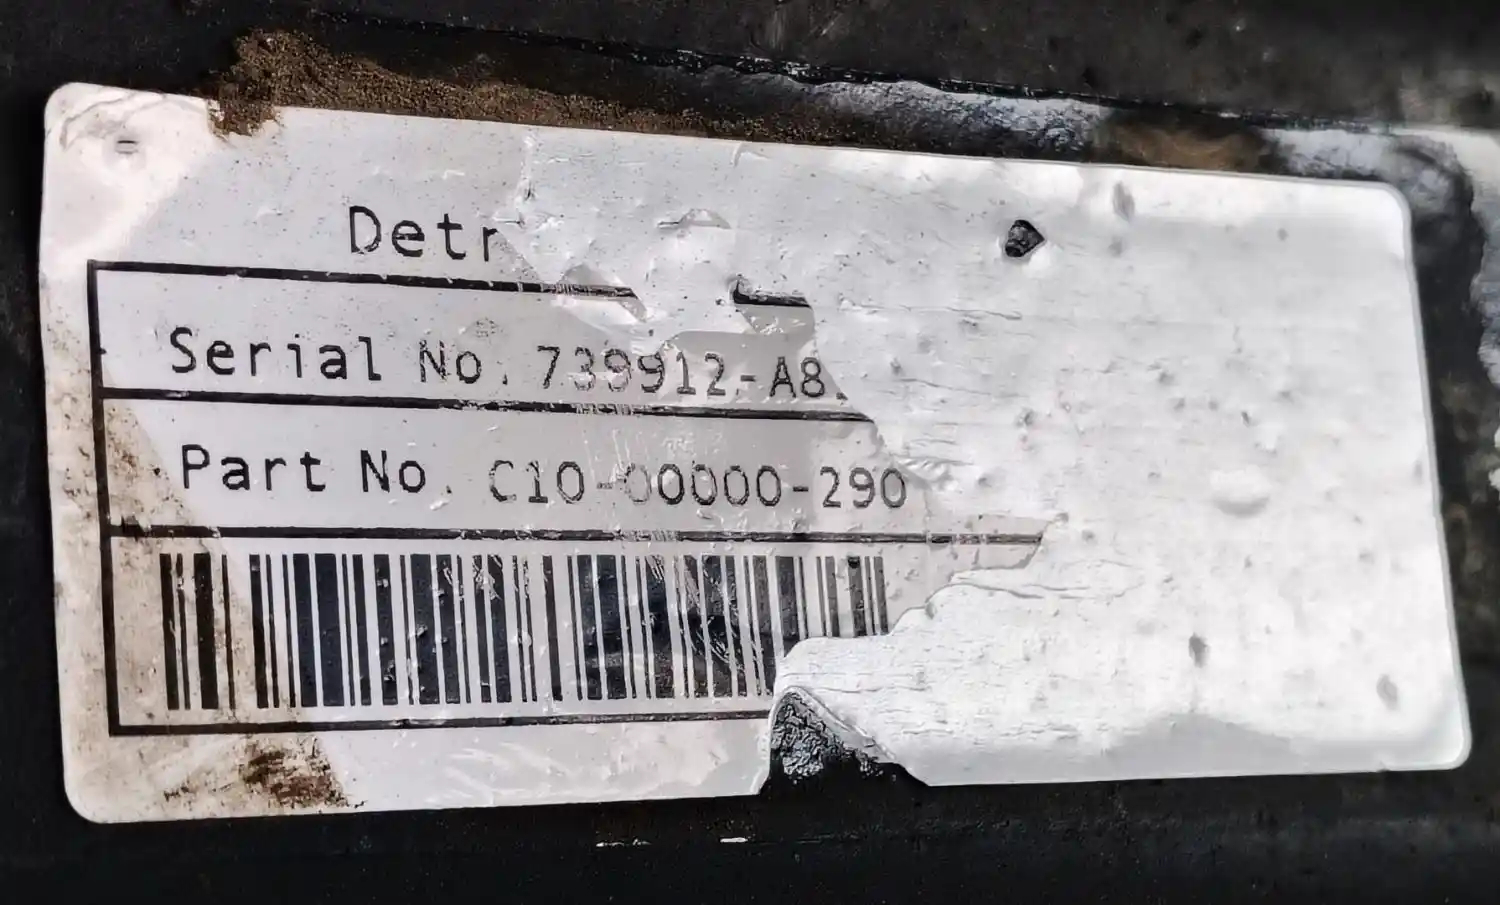 Detr
Serial No. 739912-A8
Part No. C10-00000-290